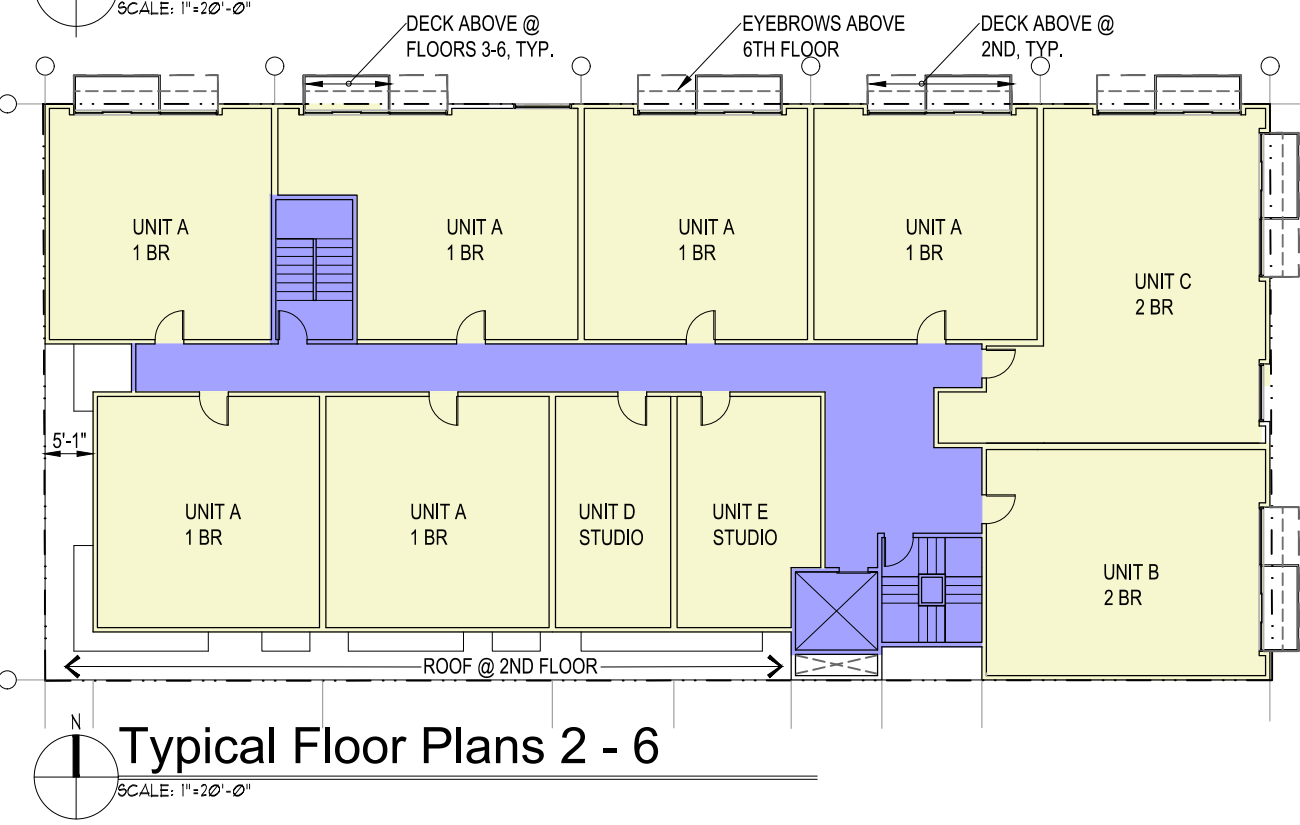 SCALE: 1"=20'-0"
DECK ABOVE @
FLOORS 3-6, TYP.
EYEBROWS ABOVE
6TH FLOOR
DECK ABOVE @
2ND, TYP.
UNIT A
1 BR
UNIT A
1 BR
UNIT A
1 BR
UNIT A
1 BR
UNIT C
2 BR
5'-1"
UNIT A
1 BR
UNIT A
1 BR
UNIT D
STUDIO
UNIT E
STUDIO
UNIT B
2 BR
ROOF @ 2ND FLOOR
N
Typical Floor Plans 2 - 6
SCALE: 1"=20'-0"